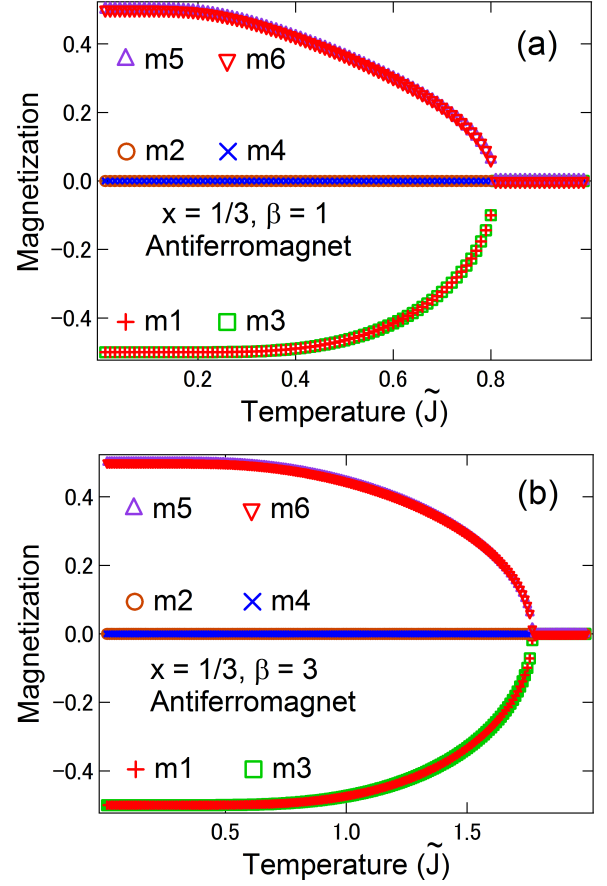 (a)
0.4
m5 m6
0.2
m2 m4
0.0
x = 1/3, β = 1
Antiferromagnet
−0.2
m1 m3
−0.4
Magnetization
0.2 0.4 0.6 0.8
Temperature (J̃)
(b)
0.4
m5 m6
0.2
m2 m4
0.0
x = 1/3, β = 3
Antiferromagnet
−0.2
m1 m3
−0.4
Magnetization
0.5 1.0 1.5
Temperature (J̃)